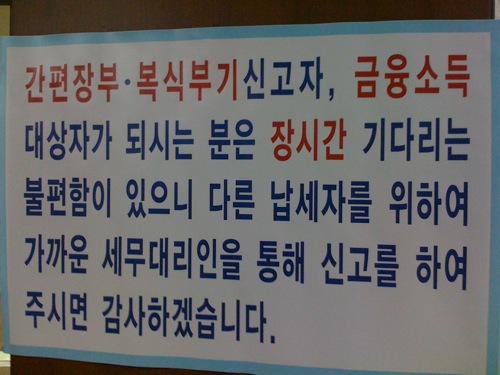 간편장부·복식부기신고자, 금융소득
대상자가 되시는 분은 장시간 기다리는
불편함이 있으니 다른 납세자를 위하여
가까운 세무대리인을 통해 신고를 하여
주시면 감사하겠습니다.